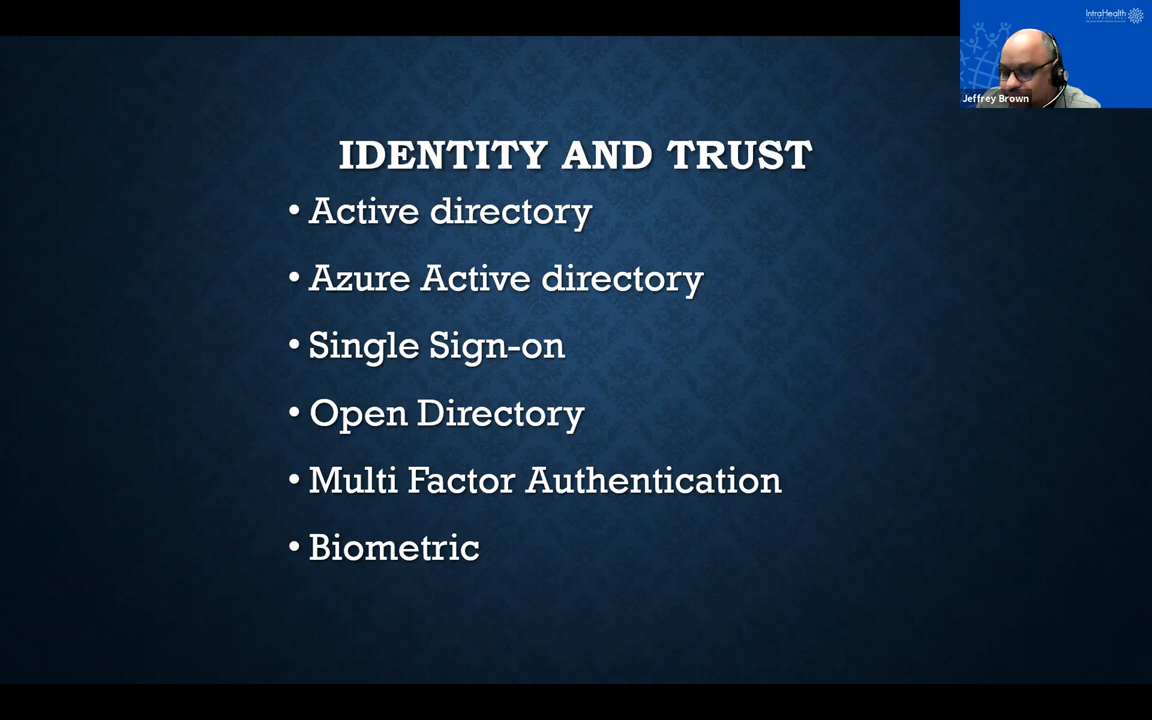 IntraHealth
Jeffrey Brown
IDENTITY AND TRUST
• Active directory
• Azure Active directory
• Single Sign-on
• Open Directory
• Multi Factor Authentication
• Biometric